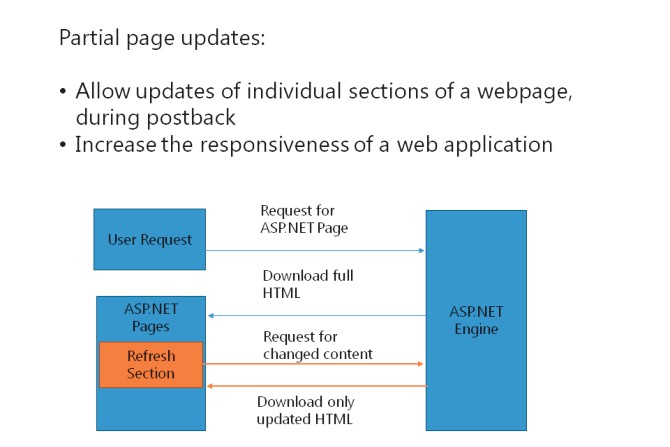 Partial page updates:
• Allow updates of individual sections of a webpage,
during postback
• Increase the responsiveness of a web application
Request for
ASP.NET Page
User Request
Download full
HTML
ASP.NET
Pages
ASP.NET
Engine
Request for
changed content
Refresh
Section
Download only
updated HTML